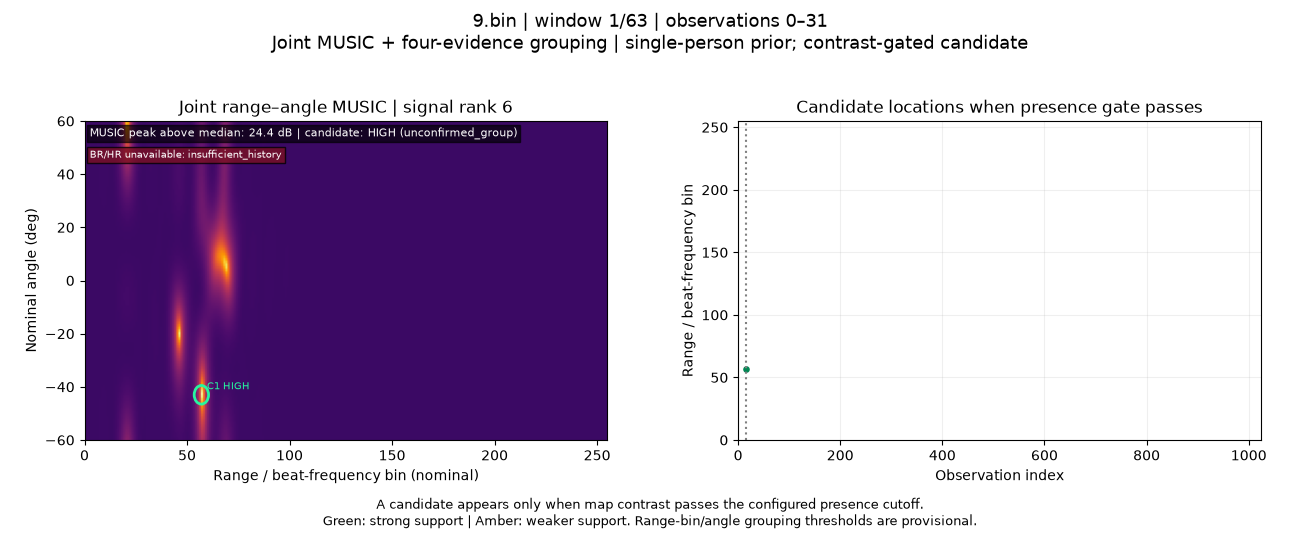 9.bin | window 1/63 | observations 0–31
Joint MUSIC + four-evidence grouping | single-person prior; contrast-gated candidate
Joint range–angle MUSIC | signal rank 6
MUSIC peak above median: 24.4 dB | candidate: HIGH (unconfirmed_group)
BR/HR unavailable: insufficient_history
C1 HIGH
60
40
20
0
−20
−40
−60
Nominal angle (deg)
0 50 100 150 200 250
Range / beat-frequency bin (nominal)
Candidate locations when presence gate passes
250
200
150
100
50
0
Range / beat-frequency bin
0 200 400 600 800 1000
Observation index
A candidate appears only when map contrast passes the configured presence cutoff.
Green: strong support | Amber: weaker support. Range-bin/angle grouping thresholds are provisional.